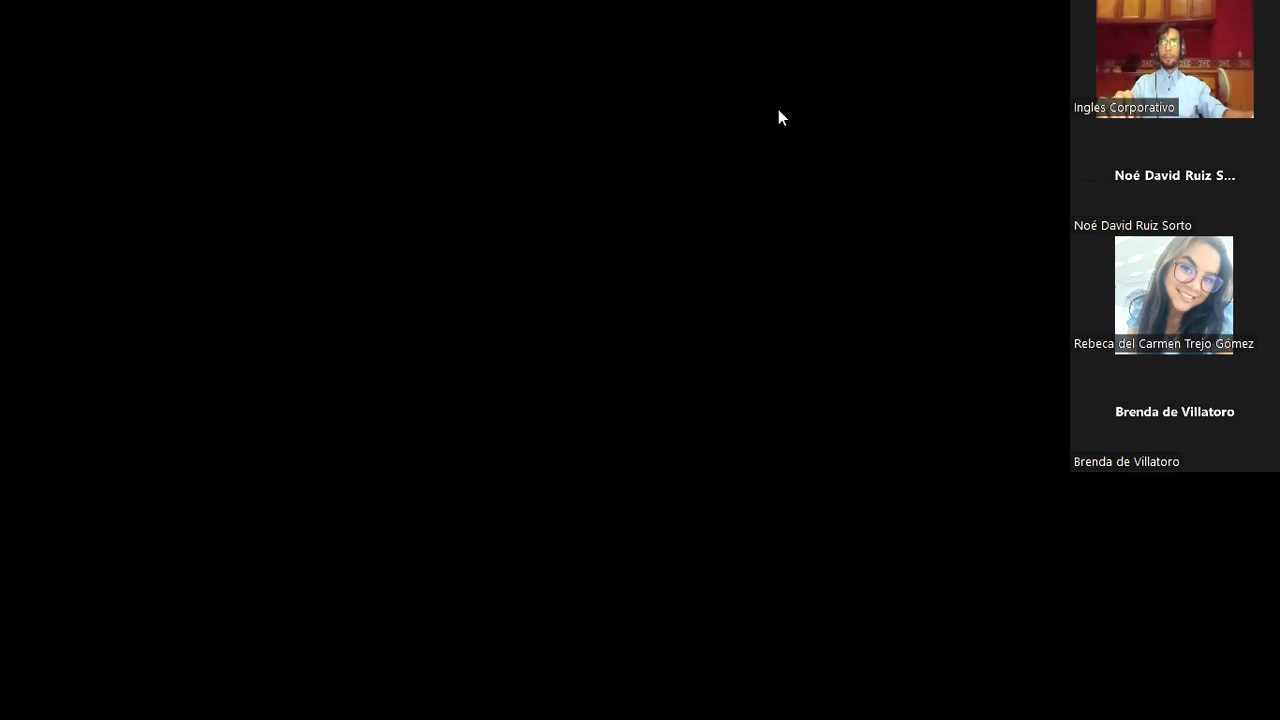 Ingles Corporativo
Noé David Ruiz S...
Noé David Ruiz Sorto
Rebeca del Carmen Trejo Gómez
Brenda de Villatoro
Brenda de Villatoro